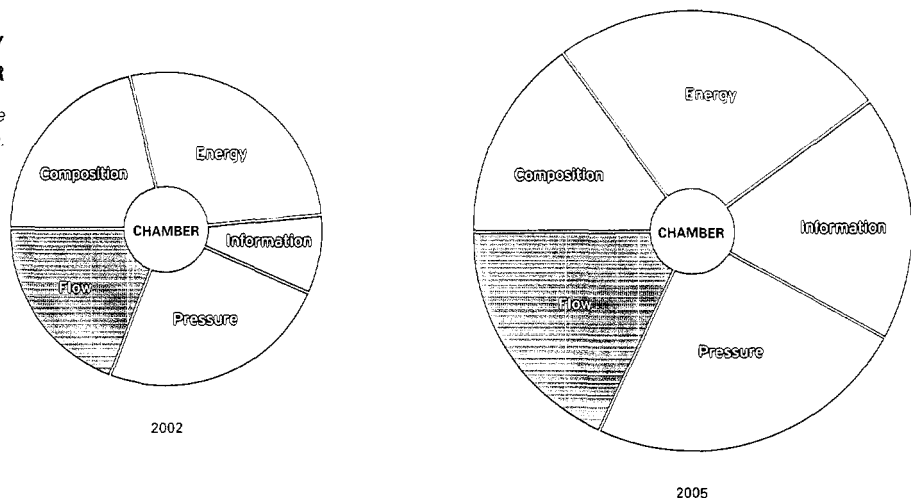 Y
R
e
Energy
Composition
CHAMBER
Information
Flow
Pressure
2002
Energy
Composition
CHAMBER
Information
Flow
Pressure
2005